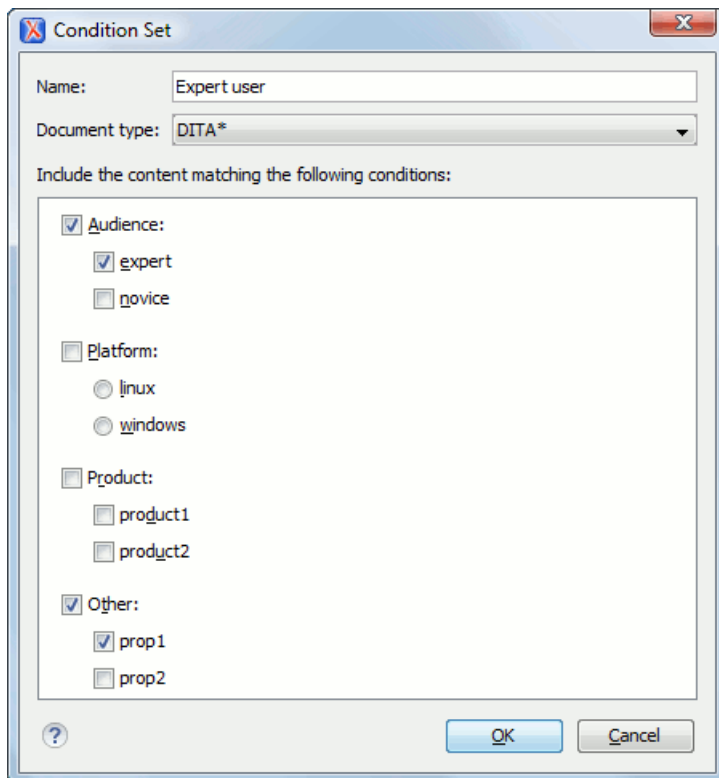 Condition Set
Name: Expert user
Document type: DITA*
Include the content matching the following conditions:
Audience:
expert
novice
Platform:
linux
windows
Product:
product1
product2
Other:
prop1
prop2
? OK Cancel